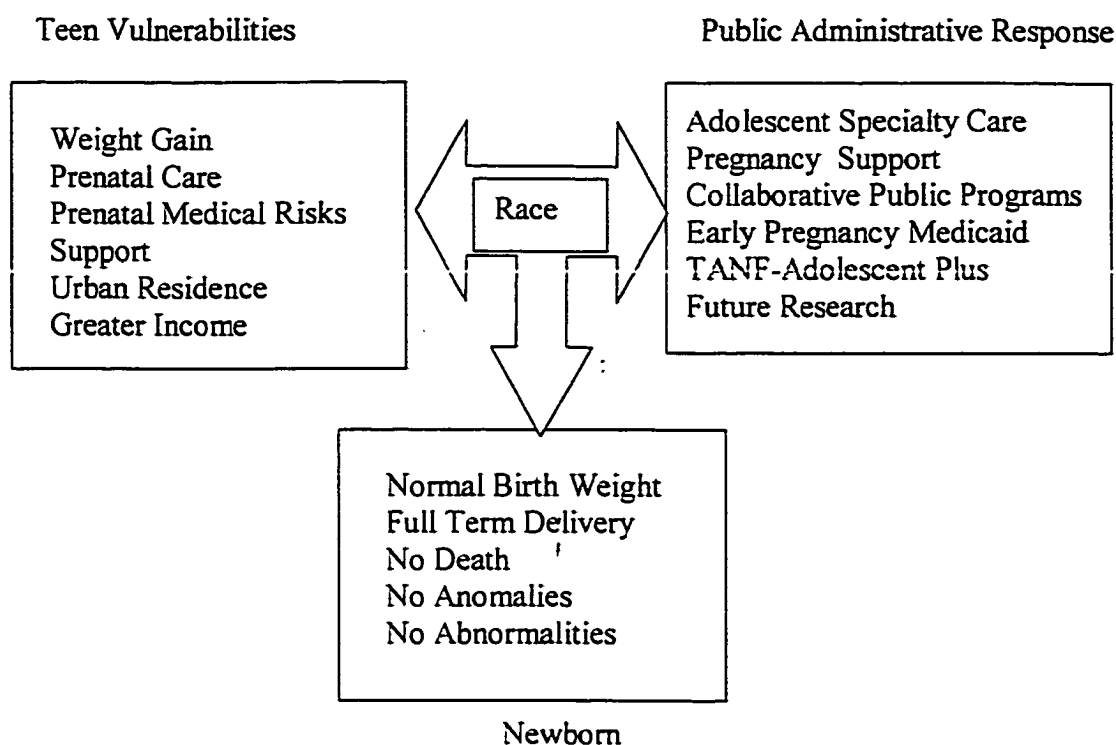 Teen Vulnerabilities
Public Administrative Response
Weight Gain
Prenatal Care
Prenatal Medical Risks
Support
Urban Residence
Greater Income
Race
Adolescent Specialty Care
Pregnancy Support
Collaborative Public Programs
Early Pregnancy Medicaid
TANF-Adolescent Plus
Future Research
Normal Birth Weight
Full Term Delivery
No Death
No Anomalies
No Abnormalities
Newborn